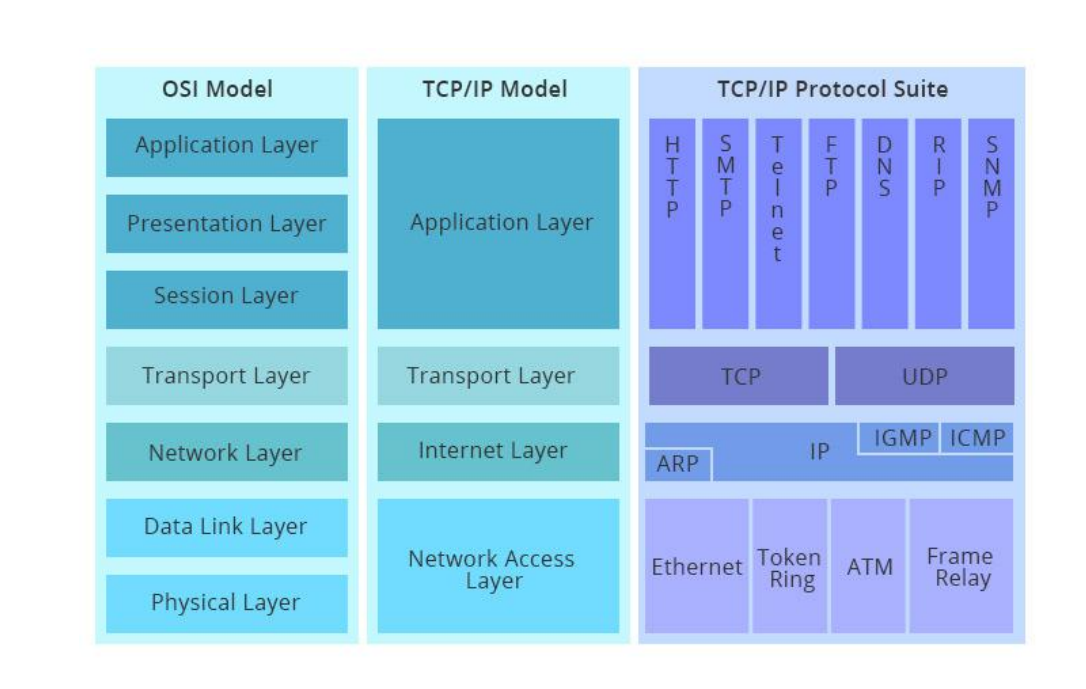 OSI Model
Application Layer
Presentation Layer
Session Layer
Transport Layer
Network Layer
Data Link Layer
Physical Layer
TCP/IP Model
Application Layer
Transport Layer
Internet Layer
Network Access
Layer
TCP/IP Protocol Suite
HTTP
SMTP
Telnet
FTP
DNS
RIP
SNMP
TCP
UDP
IP
IGMP
ICMP
ARP
Ethernet
Token
Ring
ATM
Frame
Relay